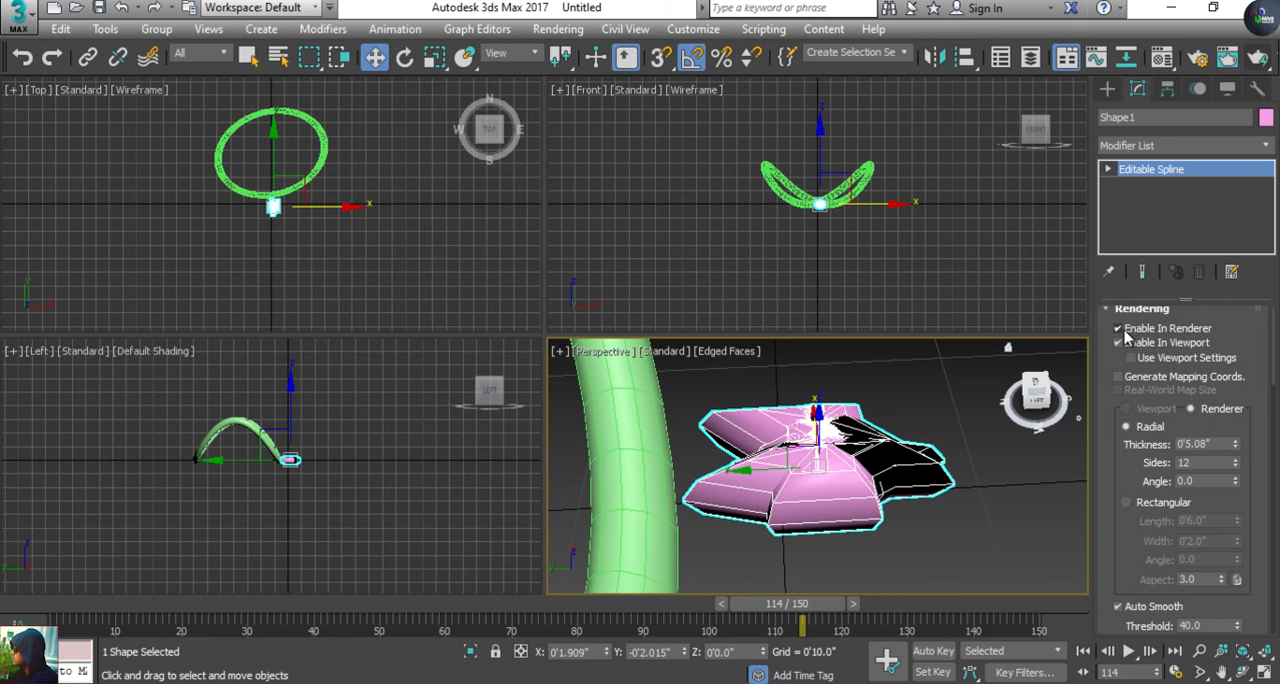 3
MAX
Workspace: Default
Autodesk 3ds Max 2017 Untitled
Type a keyword or phrase
Sign In
Edit Tools Group Views Create Modifiers Animation Graph Editors Rendering Civil View Customize Scripting Content Help
All
View
Create Selection Se
[+] [Top] [Standard] [Wireframe]
N
W TOP E
S
[+] [Front] [Standard] [Wireframe]
FRONT
x
z
x
y
Shape1
Modifier List
Editable Spline
Rendering
Enable In Renderer
Enable In Viewport
Use Viewport Settings
Generate Mapping Coords.
Real-World Map Size
Viewport Renderer
Radial
Thickness: 0'5.08"
Sides: 12
Angle: 0.0
Rectangular
Length: 0'6.0"
Width: 0'2.0"
Angle: 0.0
Aspect: 3.0
Auto Smooth
Threshold: 40.0
[+] [Left] [Standard] [Default Shading]
LEFT
[+] [Perspective] [Standard] [Edged Faces]
LEFT
114 / 150
10 20 30 40 50 60 70 80 90 100 110 120 130 140 150
1 Shape Selected
X: 0'1.909" Y: -0'2.015" Z: 0'0.0" Grid = 0'10.0"
to Mi
Click and drag to select and move objects
Add Time Tag
Auto Key Selected
Set Key Key Filters...
114